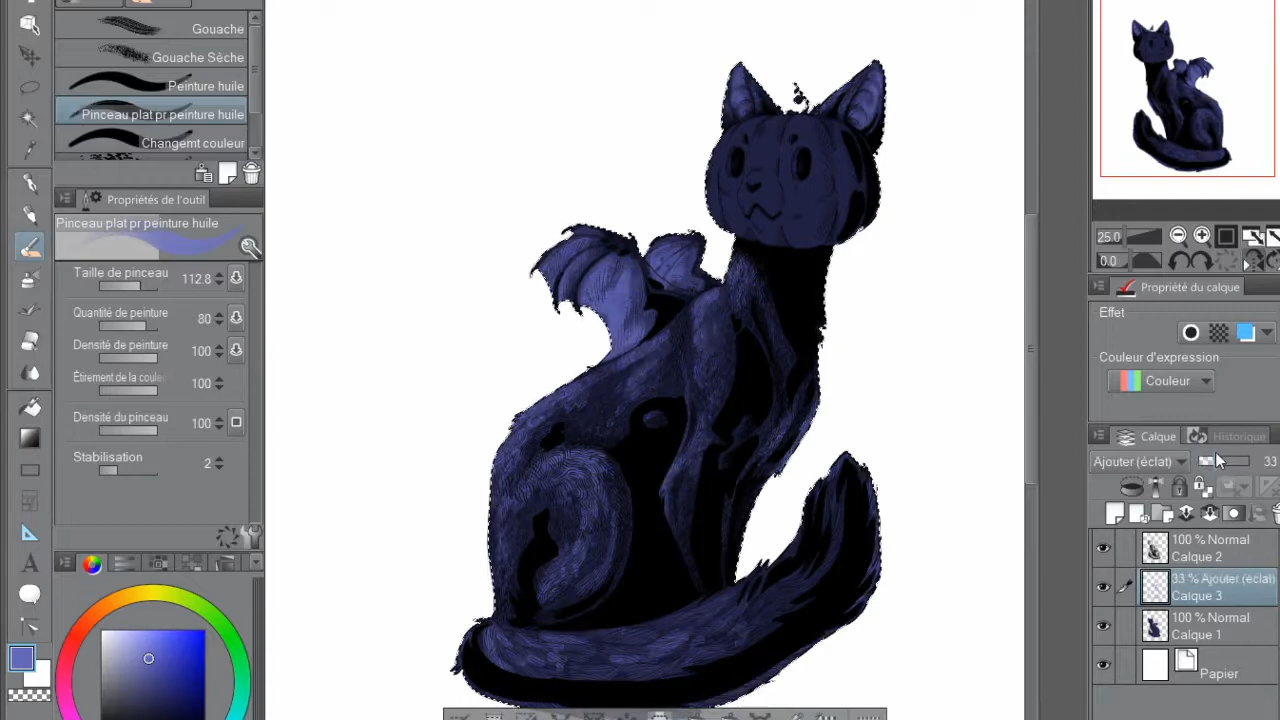 Gouache
Gouache Sèche
Peinture huile
Pinceau plat pr peinture huile
Changemt couleur
Propriétés de l'outil
Pinceau plat pr peinture huile
Taille de pinceau 112.8
Quantité de peinture 80
Densité de peinture 100
Étirement de la coule 100
Densité du pinceau 100
Stabilisation 2
25.0
0.0
Propriété du calque
Effet
Couleur d'expression
Couleur
Calque Historique
Ajouter (éclat) 33
100 % Normal
Calque 2
33 % Ajouter (éclat)
Calque 3
100 % Normal
Calque 1
Papier